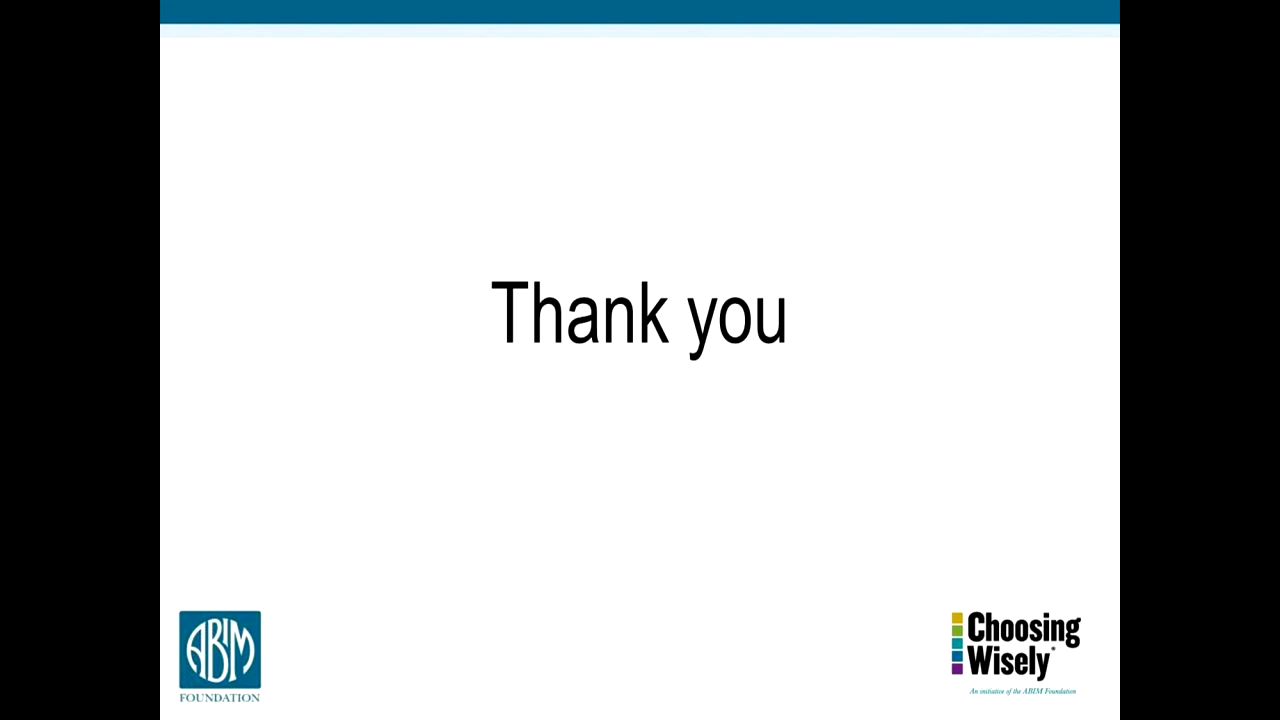 Thank you
ABIM
FOUNDATION
Choosing
Wisely®
An initiative of the ABIM Foundation